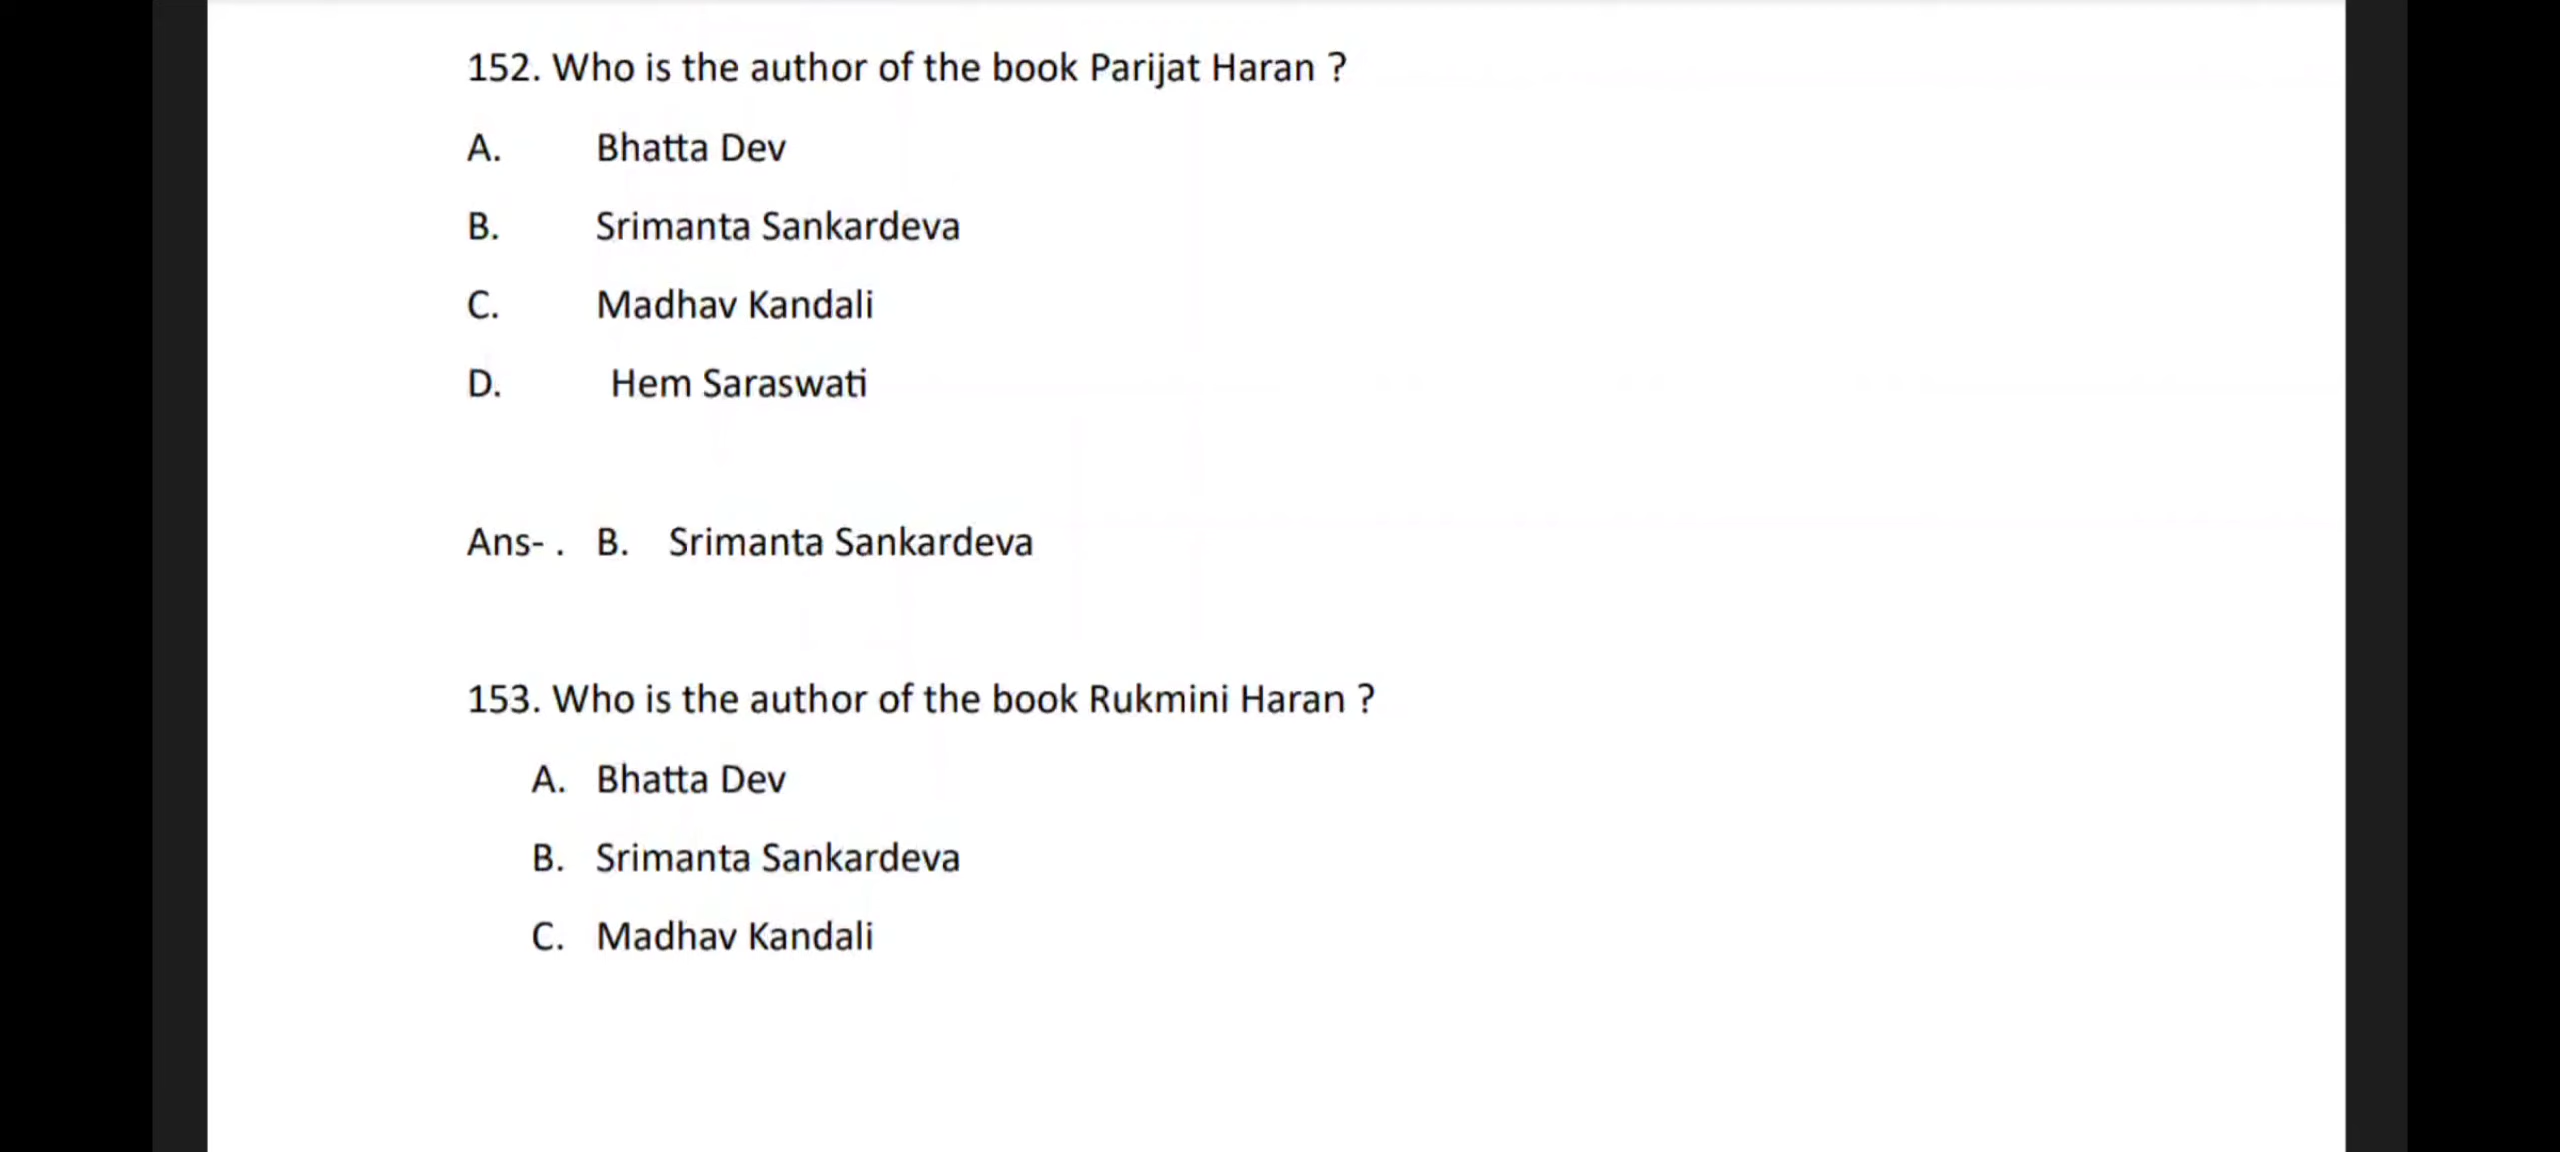 152. Who is the author of the book Parijat Haran ?
A. Bhatta Dev
B. Srimanta Sankardeva
C. Madhav Kandali
D. Hem Saraswati
Ans- . B. Srimanta Sankardeva
153. Who is the author of the book Rukmini Haran ?
A. Bhatta Dev
B. Srimanta Sankardeva
C. Madhav Kandali